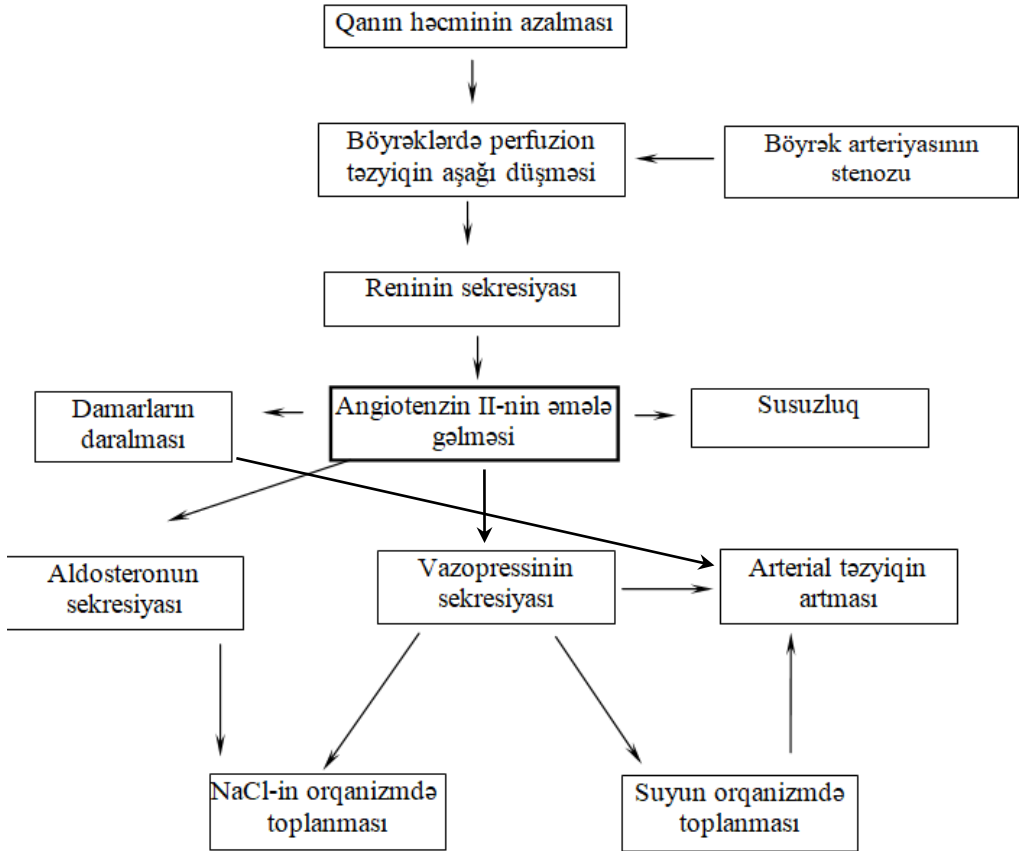 Qanın həcminin azalması
Böyrəklərdə perfuzion
təzyiqin aşağı düşməsi
Böyrək arteriyasının
stenozu
Reninin sekresiyası
Damarların
daralması
Angiotenzin II-nin əmələ
gəlməsi
Susuzluq
Aldosteronun
sekresiyası
Vazopressinin
sekresiyası
Arterial təzyiqin
artması
NaCl-in orqanizmdə
toplanması
Suyun orqanizmdə
toplanması